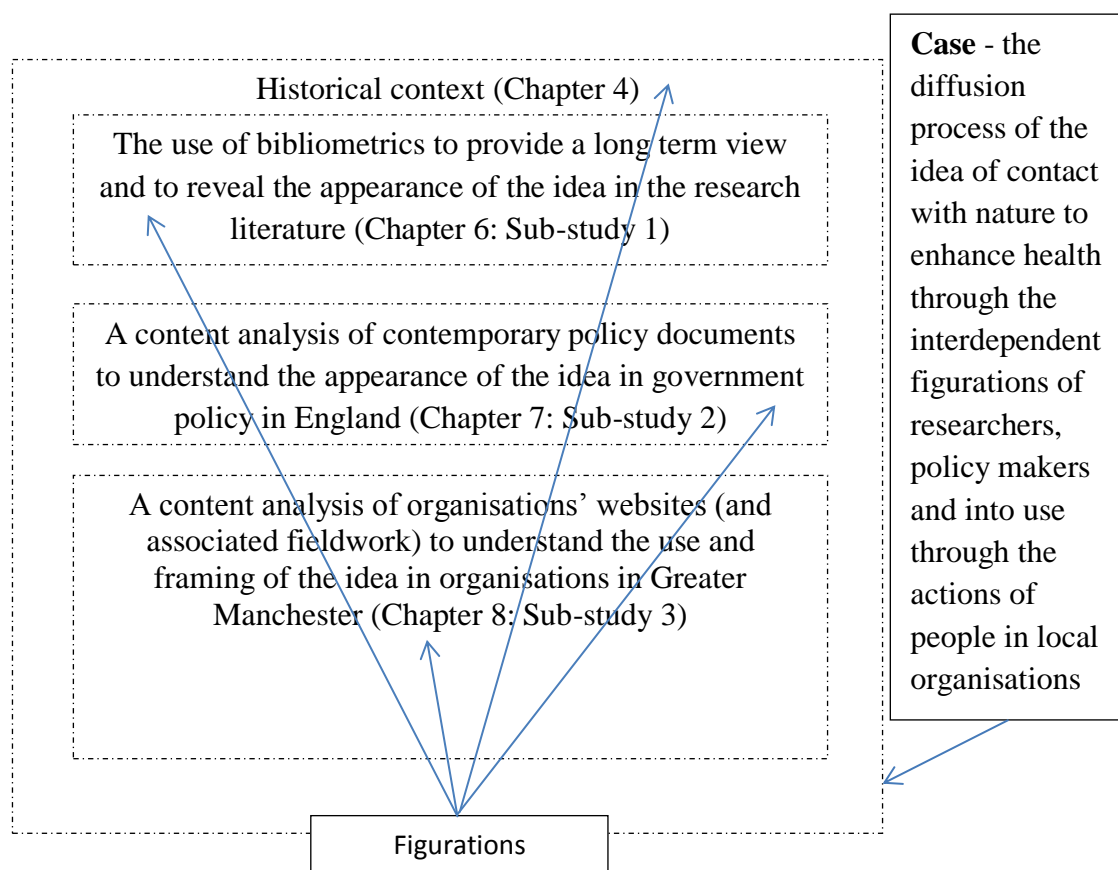 Historical context (Chapter 4)
The use of bibliometrics to provide a long term view
and to reveal the appearance of the idea in the research
literature (Chapter 6: Sub-study 1)
A content analysis of contemporary policy documents
to understand the appearance of the idea in government
policy in England (Chapter 7: Sub-study 2)
A content analysis of organisations’ websites (and
associated fieldwork) to understand the use and
framing of the idea in organisations in Greater
Manchester (Chapter 8: Sub-study 3)
Figurations
Case - the
diffusion
process of the
idea of contact
with nature to
enhance health
through the
interdependent
figurations of
researchers,
policy makers
and into use
through the
actions of
people in local
organisations